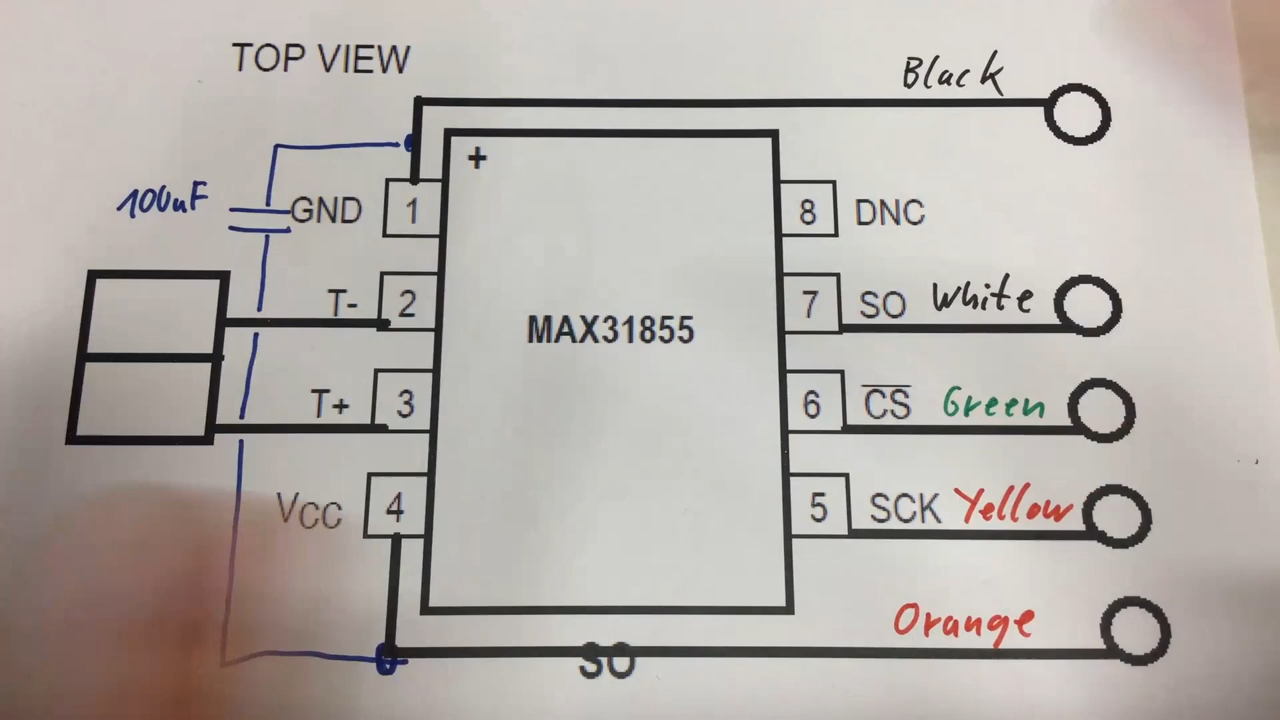 TOP VIEW
Black
+
100uF
GND 1
8 DNC
T- 2
7 SO White
MAX31855
T+ 3
6 CS Green
VCC 4
5 SCK Yellow
Orange
SO